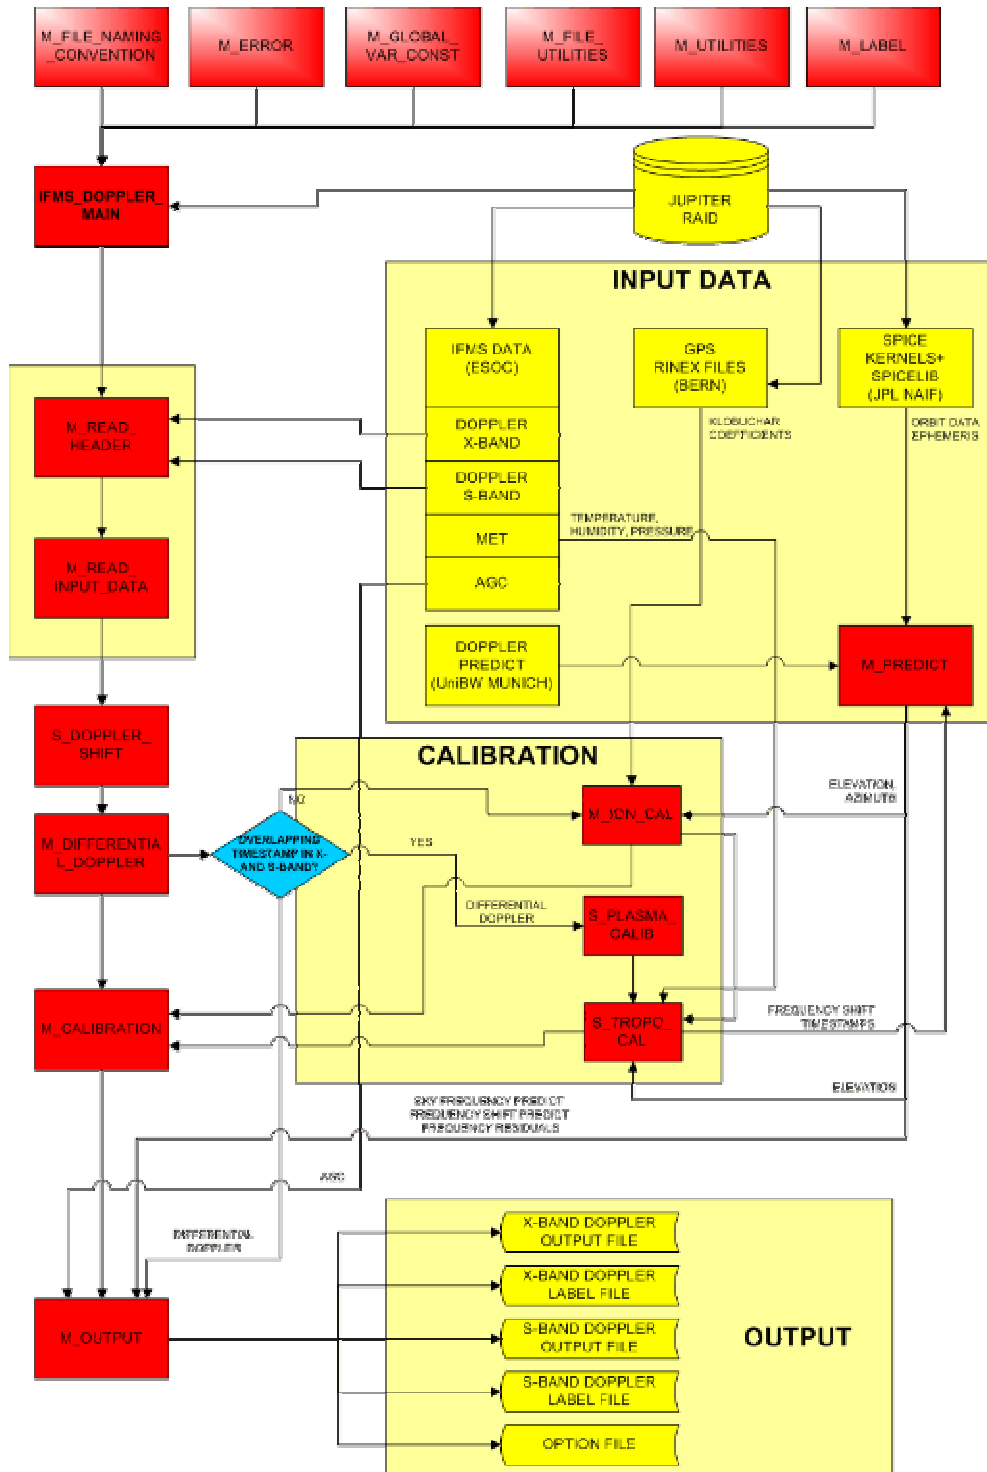 M_FILE_NAMING
_CONVENTION
M_ERROR
M_GLOBAL_
VAR_CONST
M_FILE_
UTILITIES
M_UTILITIES
M_LABEL
IFMS_DOPPLER_
MAIN
JUPITER
RAID
INPUT DATA
IFMS DATA
(ESOC)
GPS
RINEX FILES
(BERN)
SPICE
KERNELS+
SPICELIB
(JPL NAIF)
M_READ_
HEADER
DOPPLER
X-BAND
KLOBUCHAR
COEFFICIENTS
ORBIT DATA
EPHEMERIS
DOPPLER
S-BAND
TEMPERATURE,
HUMIDITY, PRESSURE
MET
M_READ_
INPUT_DATA
AGC
DOPPLER
PREDICT
(UniBW MUNICH)
M_PREDICT
S_DOPPLER_
SHIFT
CALIBRATION
ELEVATION,
AZIMUTH
NO
M_ION_CAL
M_DIFFERENTIA
L_DOPPLER
OVERLAPPING
TIMESTAMP IN X-
AND S-BAND?
YES
DIFFERENTIAL
DOPPLER
S_PLASMA_
CALIB
M_CALIBRATION
S_TROPO_
CAL
FREQUENCY SHIFT
TIMESTAMPS
ELEVATION
SKY FREQUENCY PREDICT
FREQUENCY SHIFT PREDICT
FREQUENCY RESIDUALS
AGC
DIFFERENTIAL
DOPPLER
X-BAND DOPPLER
OUTPUT FILE
X-BAND DOPPLER
LABEL FILE
M_OUTPUT
S-BAND DOPPLER
OUTPUT FILE
OUTPUT
S-BAND DOPPLER
LABEL FILE
OPTION FILE